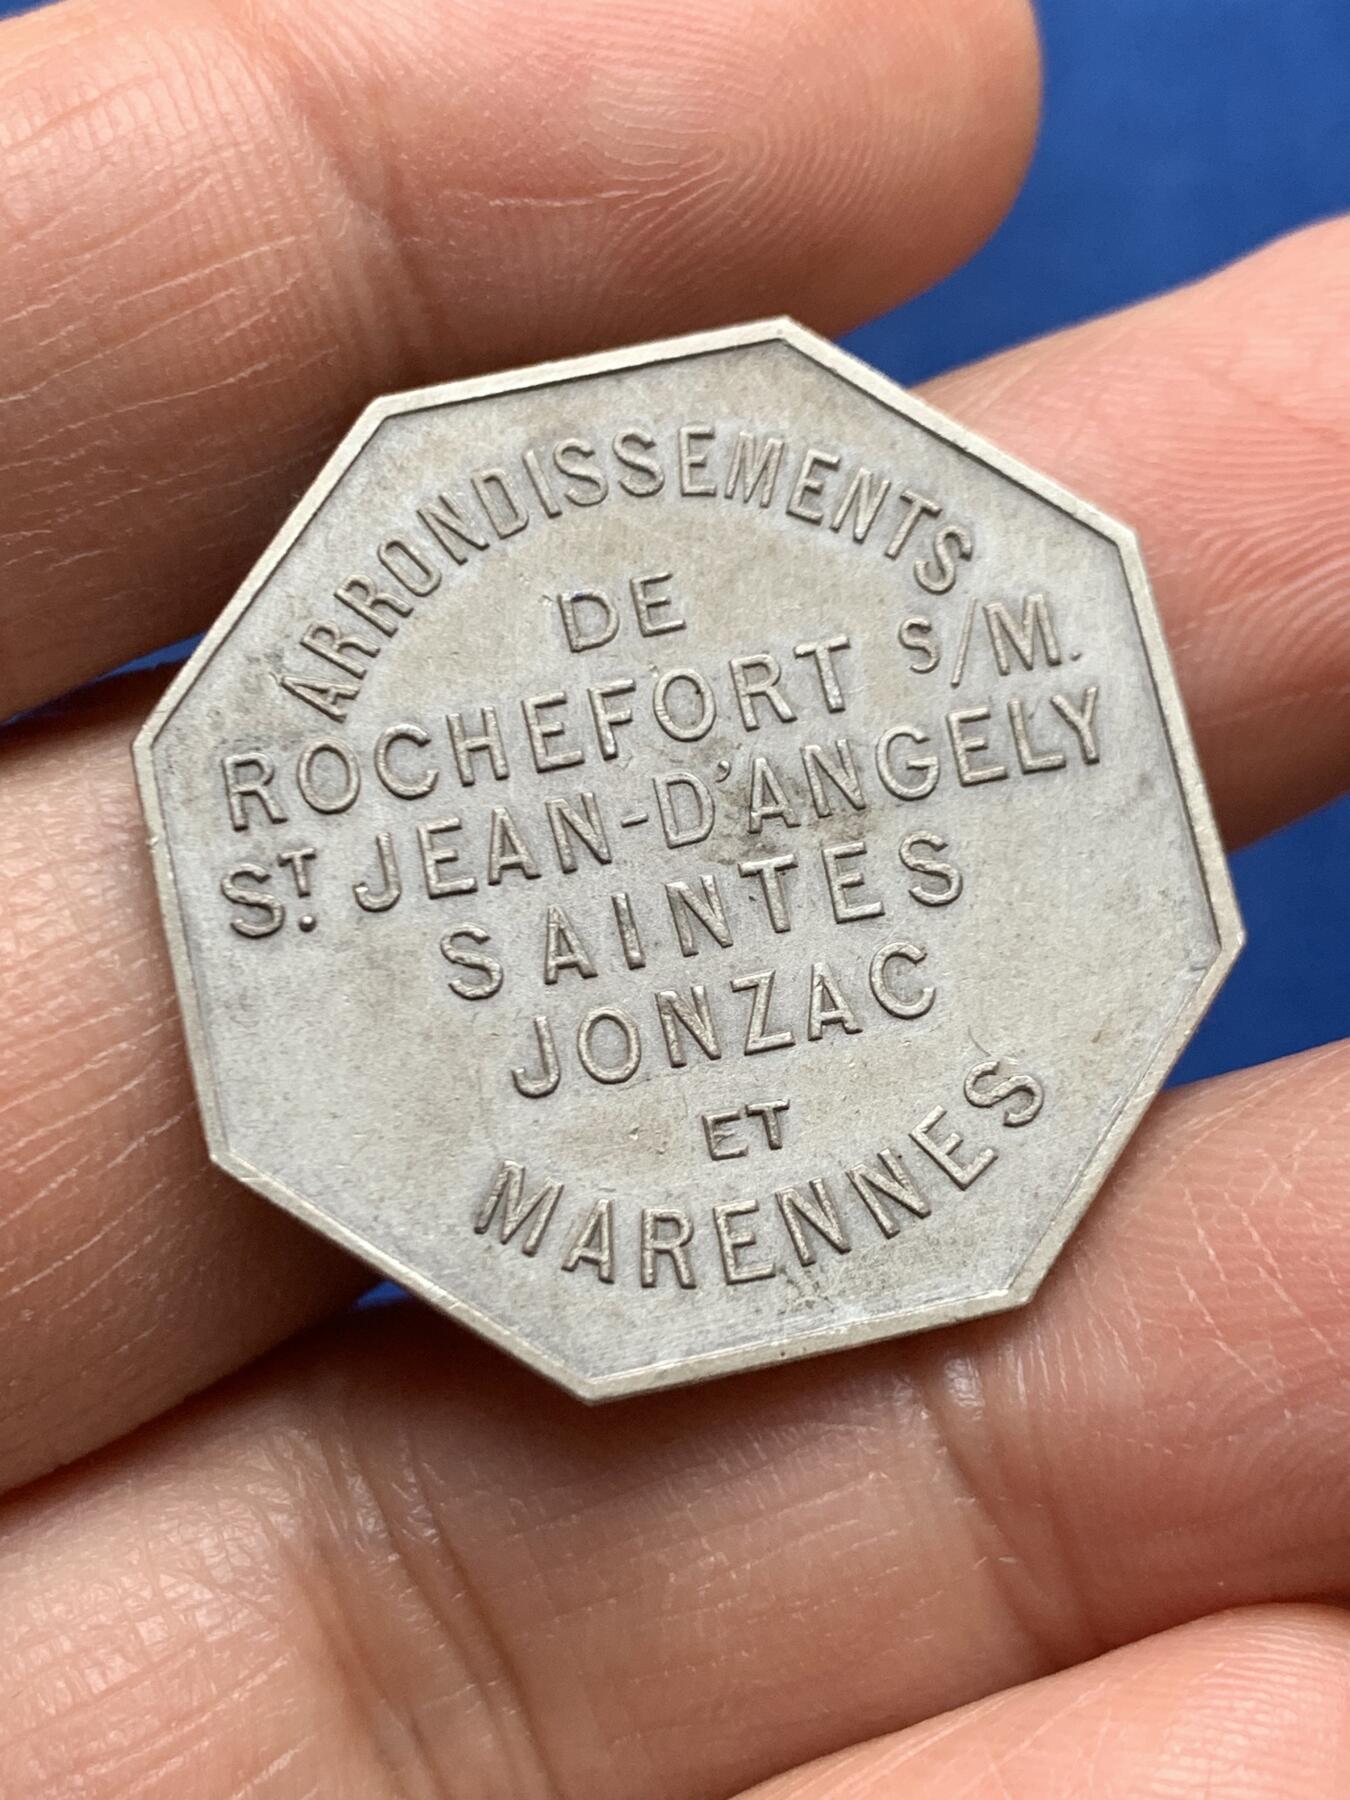 ARRONDISSEMENTS
DE
ROCHEFORT S/M.
ST. JEAN-D'ANGELY
SAINTES
JONZAC
ET
MARENNES